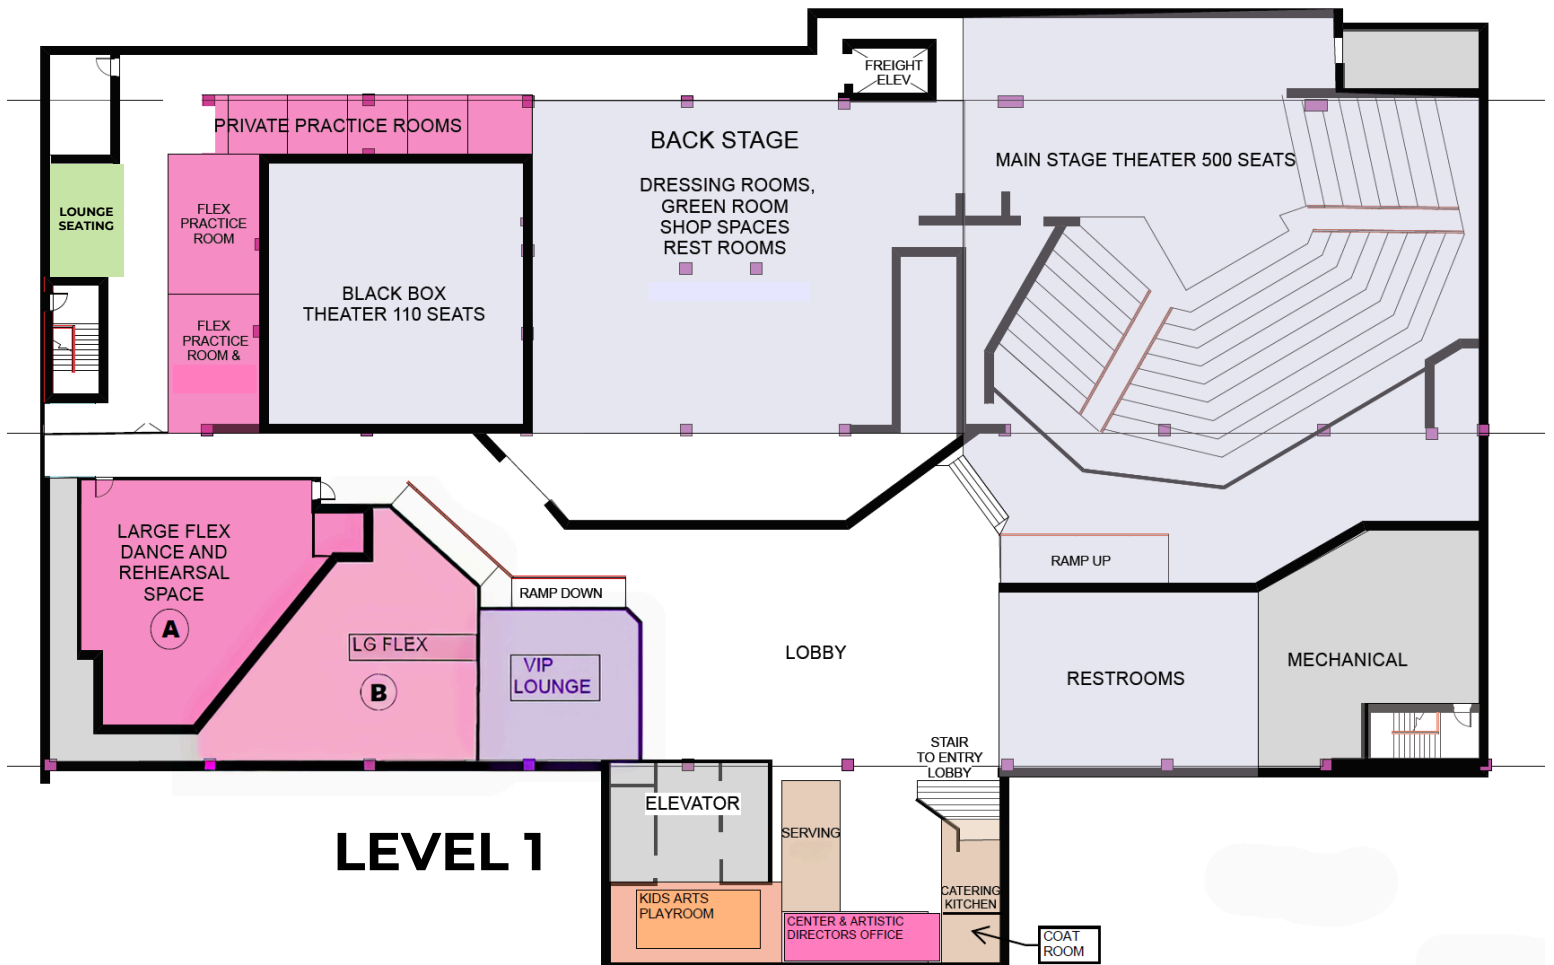 FREIGHT
ELEV
PRIVATE PRACTICE ROOMS
BACK STAGE
DRESSING ROOMS,
GREEN ROOM
SHOP SPACES
REST ROOMS
MAIN STAGE THEATER 500 SEATS
LOUNGE
SEATING
FLEX
PRACTICE
ROOM
BLACK BOX
THEATER 110 SEATS
FLEX
PRACTICE
ROOM &
LARGE FLEX
DANCE AND
REHEARSAL
SPACE
A
LG FLEX
B
RAMP DOWN
VIP
LOUNGE
LOBBY
RAMP UP
RESTROOMS
MECHANICAL
STAIR
TO ENTRY
LOBBY
ELEVATOR
SERVING
LEVEL 1
KIDS ARTS
PLAYROOM
CENTER & ARTISTIC
DIRECTORS OFFICE
CATERING
KITCHEN
COAT
ROOM